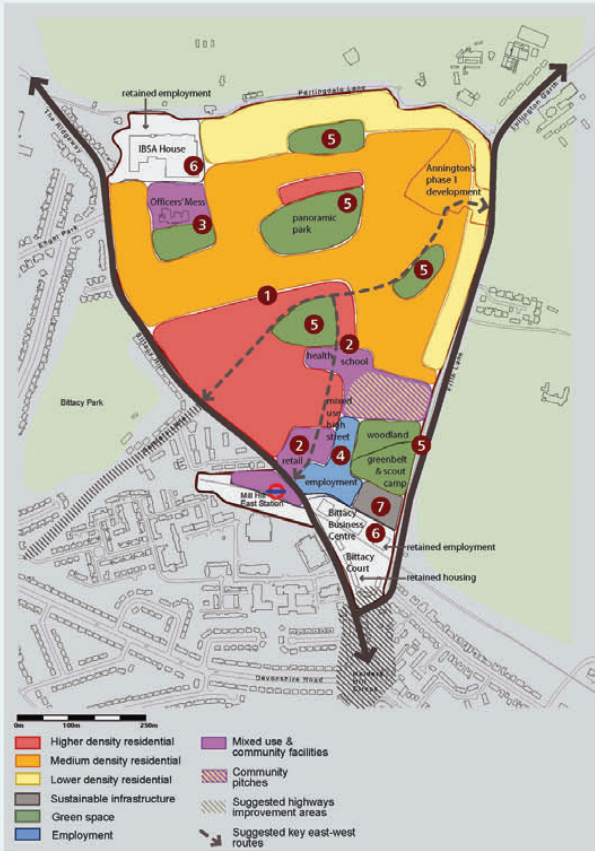 retained employment
Partingdale Lane
The Ridgeway
IBSA House
6
5
Annington's
phase 1
development
Officers' Mess
3
5
panoramic
park
5
Engel Park
1
5
2
health
school
Bittacy Hill
Bittacy Park
Frith Lane
mixed
use
high
street
2
retail
4
woodland
5
greenbelt
& scout
camp
employment
7
Mill Hill
East Station
Bittacy
Business
Centre
6
retained employment
Bittacy
Court
retained housing
Devonshire Road
Hill
Circus
0m
100m
250m
Higher density residential
Medium density residential
Lower density residential
Sustainable infrastructure
Green space
Employment
Mixed use &
community facilities
Community
pitches
Suggested highways
improvement areas
Suggested key east-west
routes